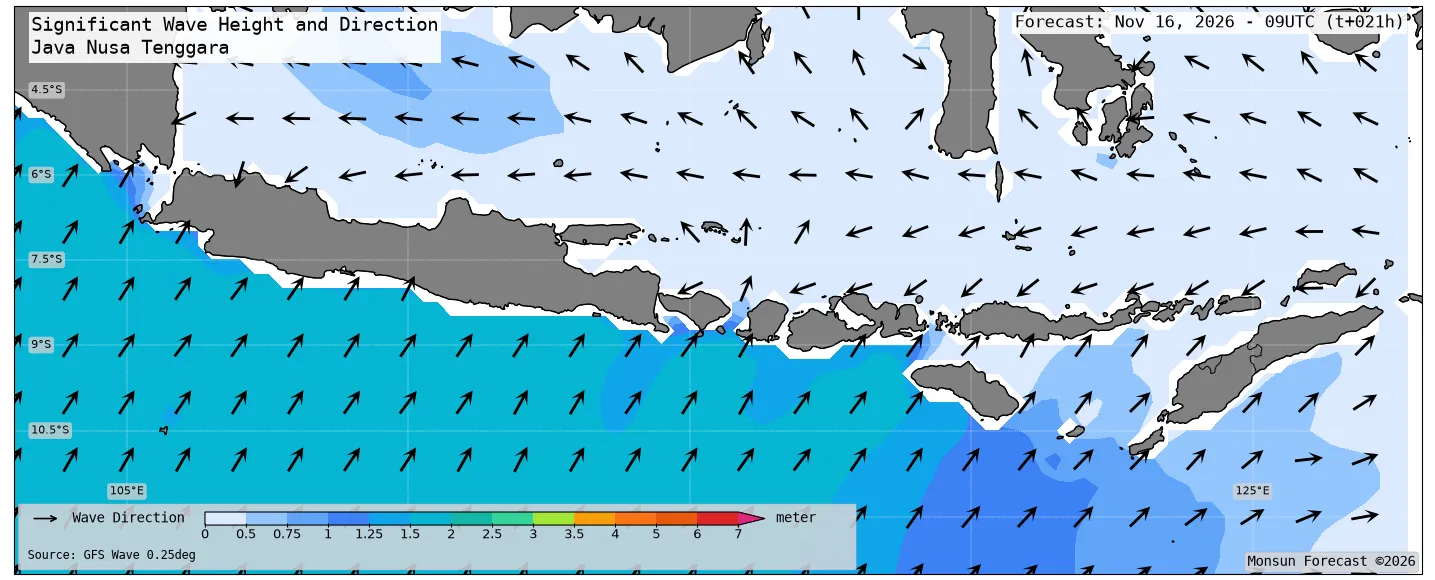 Significant Wave Height and Direction
Java Nusa Tenggara
Forecast: Nov 16, 2026 - 09UTC (t+021h)
4.5°S
6°S
7.5°S
9°S
10.5°S
105°E
125°E
Wave Direction
0 0.5 0.75 1 1.25 1.5 2 2.5 3 3.5 4 5 6 7
meter
Source: GFS Wave 0.25deg
Monsun Forecast ©2026